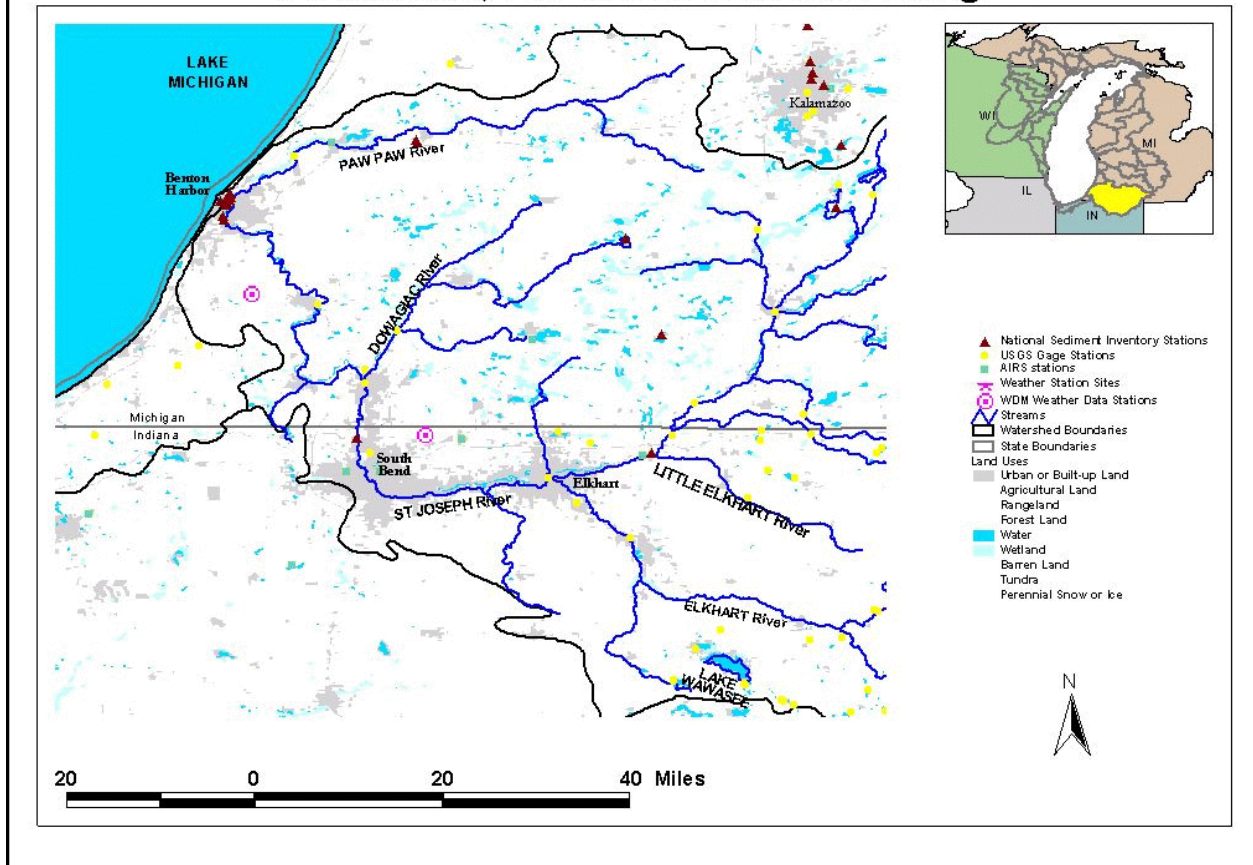 LAKE
MICHIGAN
Kalamazoo
PAW PAW River
Benton
Harbor
DOWAGIAC River
Michigan
Indiana
South
Bend
Elkhart
ST JOSEPH River
LITTLE ELKHART River
ELKHART River
LAKE
WAWASEE
WI
MI
IL
IN
National Sediment Inventory Stations
USGS Gage Stations
AIRS stations
Weather Station Sites
WDM Weather Data Stations
Streams
Watershed Boundaries
State Boundaries
Land Uses
Urban or Built-up Land
Agricultural Land
Rangeland
Forest Land
Water
Wetland
Barren Land
Tundra
Perennial Snow or Ice
N
20 0 20 40 Miles